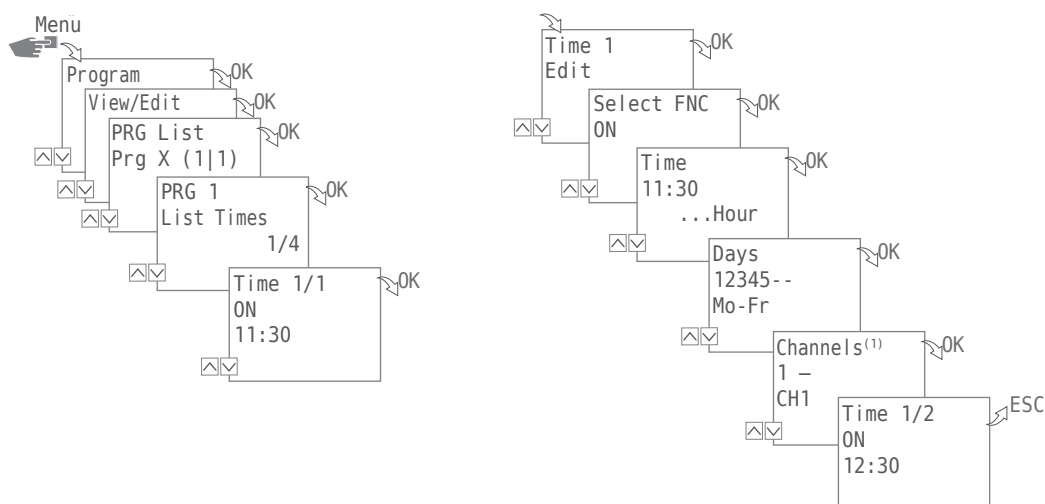 Menu
Program
OK
View/Edit
OK
PRG List
OK
Prg X (1|1)
PRG 1
OK
List Times
1/4
Time 1/1
OK
ON
11:30
Time 1
OK
Edit
Select FNC
OK
ON
Time
OK
11:30
...Hour
Days
OK
12345--
Mo-Fr
Channels(1)
OK
1 –
CH1
Time 1/2
ESC
ON
12:30